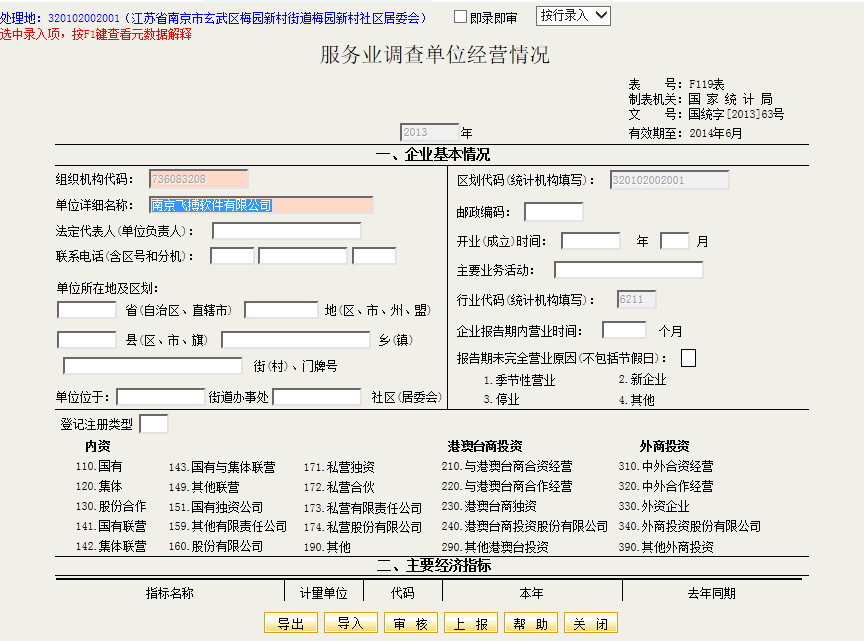 处理地: 320102002001（江苏省南京市玄武区梅园新村街道梅园新村社区居委会） 即录即审 按行录入
选中录入项，按F1键查看元数据解释
服务业调查单位经营情况
表 号: F119表
制表机关: 国 家 统 计 局
文 号: 国统字[2013]63号
2013 年 有效期至: 2014年6月
一、企业基本情况
组织机构代码: 736083208
单位详细名称: 南京飞搏软件有限公司
法定代表人(单位负责人):
联系电话(含区号和分机):
单位所在地及区划:
省(自治区、直辖市) 地(区、市、州、盟)
县(区、市、旗) 乡(镇)
街(村)、门牌号
单位位于: 街道办事处 社区(居委会)
区划代码(统计机构填写): 320102002001
邮政编码:
开业(成立)时间: 年 月
主要业务活动:
行业代码(统计机构填写): 6211
企业报告期内营业时间: 个月
报告期未完全营业原因(不包括节假日):
1.季节性营业 2.新企业
3.停业 4.其他
登记注册类型
内资 港澳台商投资 外商投资
110.国有 143.国有与集体联营 171.私营独资 210.与港澳台商合资经营 310.中外合资经营
120.集体 149.其他联营 172.私营合伙 220.与港澳台商合作经营 320.中外合作经营
130.股份合作 151.国有独资公司 173.私营有限责任公司 230.港澳台商独资 330.外资企业
141.国有联营 159.其他有限责任公司 174.私营股份有限公司 240.港澳台商投资股份有限公司 340.外商投资股份有限公司
142.集体联营 160.股份有限公司 190.其他 290.其他港澳台投资 390.其他外商投资
二、主要经济指标
指标名称 计量单位 代码 本年 去年同期
导出 导入 审 核 上 报 帮 助 关 闭